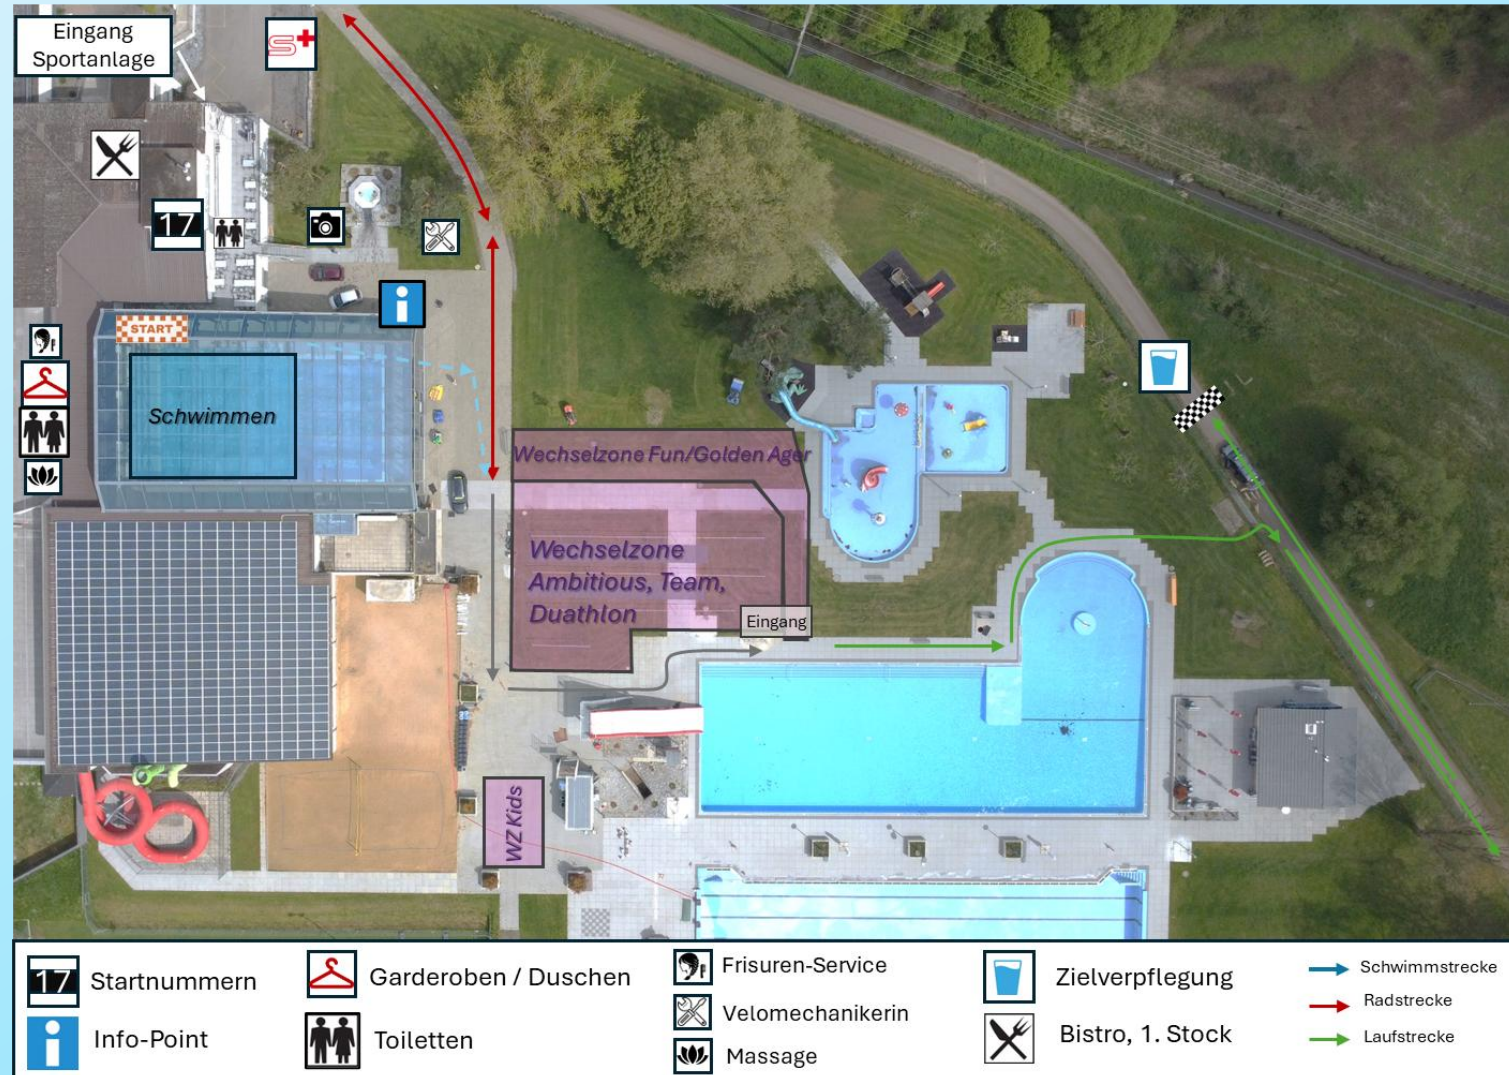 Eingang
Sportanlage
S+
17
i
START
Schwimmen
Wechselzone Fun/Golden Ager
Wechselzone
Ambitious, Team,
Duathlon
Eingang
WZ Kids
17 Startnummern
i Info-Point
Garderoben / Duschen
Toiletten
Frisuren-Service
Velomechanikerin
Massage
Zielverpflegung
Bistro, 1. Stock
Schwimmstrecke
Radstrecke
Laufstrecke